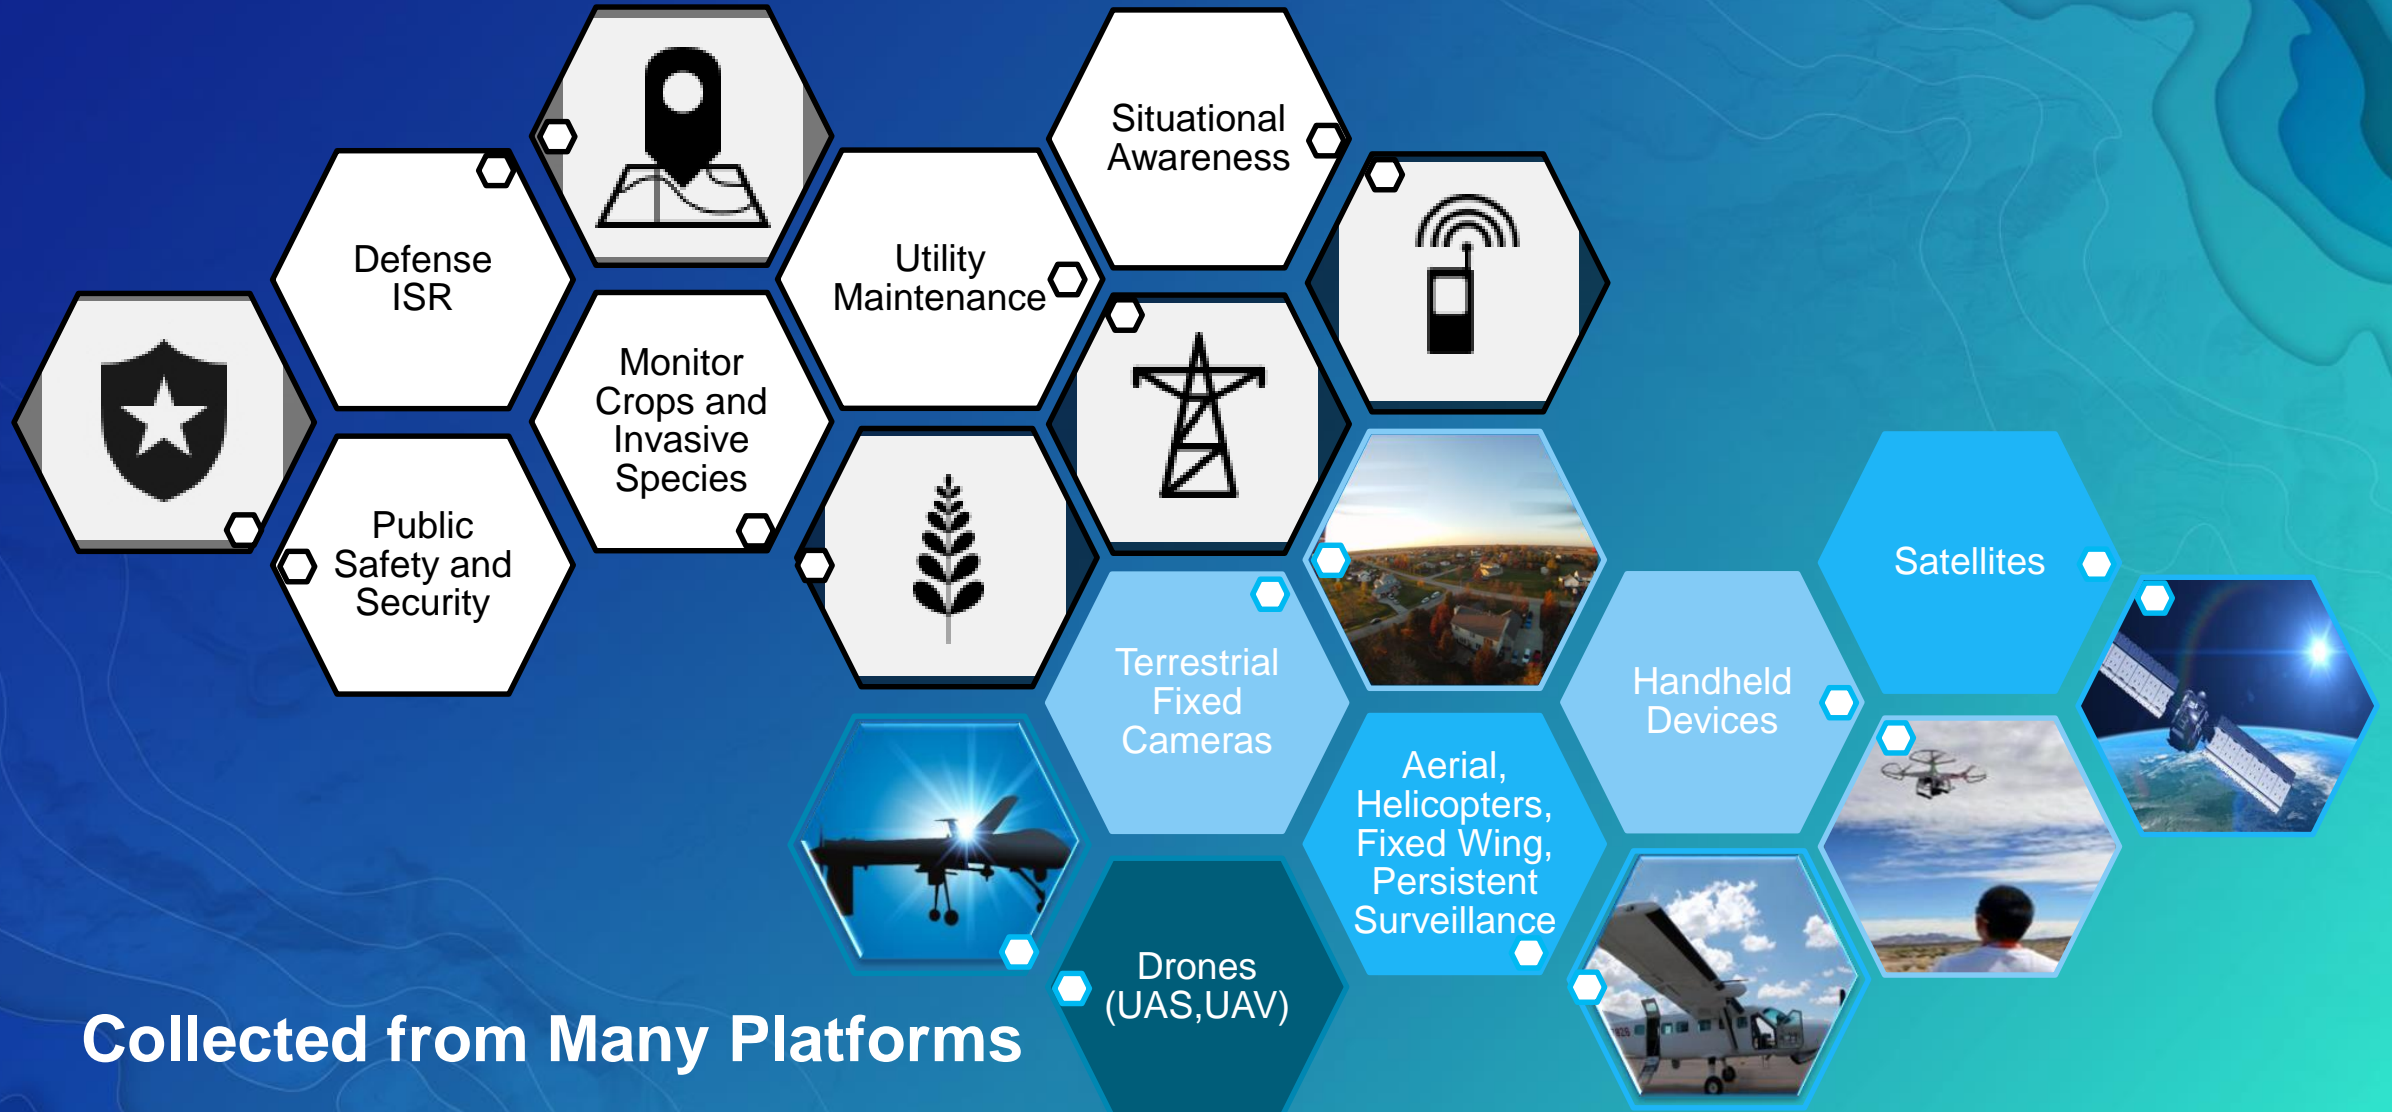 Situational
Awareness
Defense
ISR
Utility
Maintenance
Monitor
Crops and
Invasive
Species
Public
Safety and
Security
Satellites
Terrestrial
Fixed
Cameras
Handheld
Devices
Aerial,
Helicopters,
Fixed Wing,
Persistent
Surveillance
Drones
(UAS,UAV)
Collected from Many Platforms